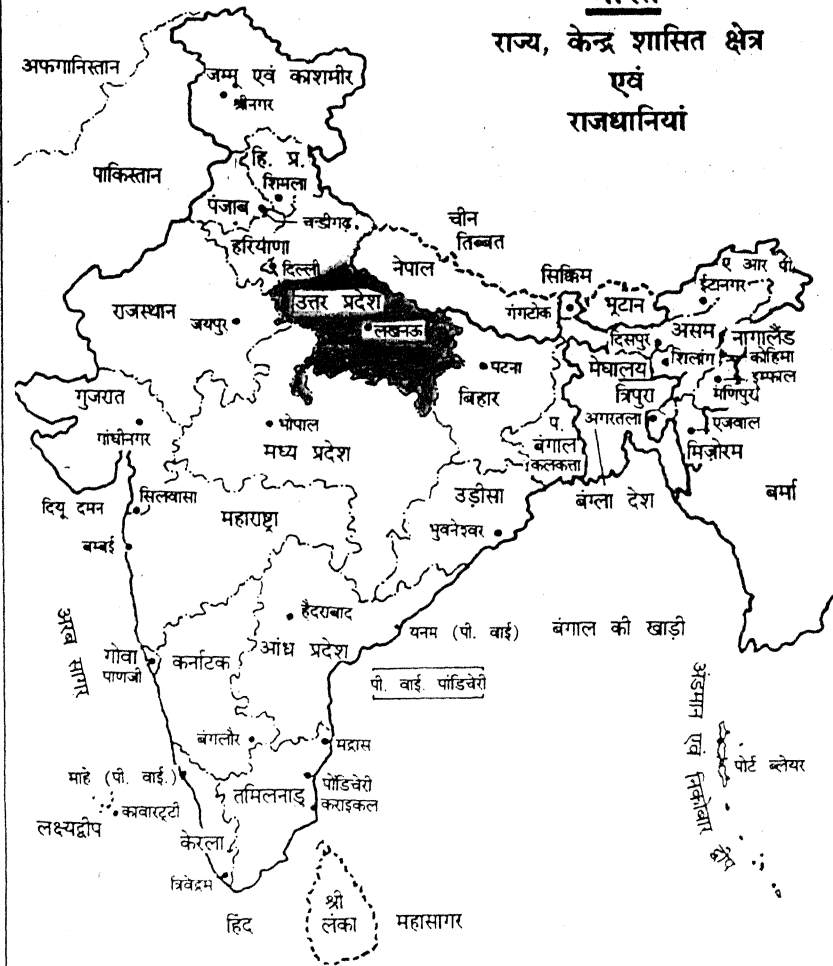 राज्य, केन्द्र शासित क्षेत्र
एवं
राजधानियां
अफगानिस्तान
जम्मू एवं काशमीर
श्रीनगर
पाकिस्तान
हि. प्र.
शिमला
पंजाब
चन्डीगढ़
चीन
तिब्बत
हरियाणा
दिल्ली
नेपाल
सिक्किम
ए आर पी
ईटानगर
राजस्थान
उत्तर प्रदेश
गंगटोक
भूटान
जयपुर
लखनऊ
दिसपुर
असम
नागालैंड
पटना
मेघालय
शिलांग
कोहिमा
इम्फाल
गुजरात
बिहार
त्रिपुरा
मणिपुरा
गांधीनगर
भोपाल
प.
बंगाल
अगरतला
एजवाल
मध्य प्रदेश
कलकत्ता
मिज़ोरम
दियू दमन
सिलवासा
महाराष्ट्रा
उड़ीसा
बंग्ला देश
बर्मा
भुवनेश्वर
बम्बई
हैदराबाद
अरब सागर
यनम (पी. वाई)
बंगाल की खाड़ी
गोवा
पाणजी
कर्नाटक
आंध्र प्रदेश
पी. वाई. पांडिचेरी
अंडमान एवं निकोबार द्वीप
बंगलौर
मद्रास
पोर्ट ब्लेयर
माहे (पी. वाई.)
पोंडिचेरी
तमिलनाडु
कराइकल
कावारट्टी
लक्ष्यद्वीप
केरला
त्रिवेद्रम
हिंद
श्री
लंका
महासागर